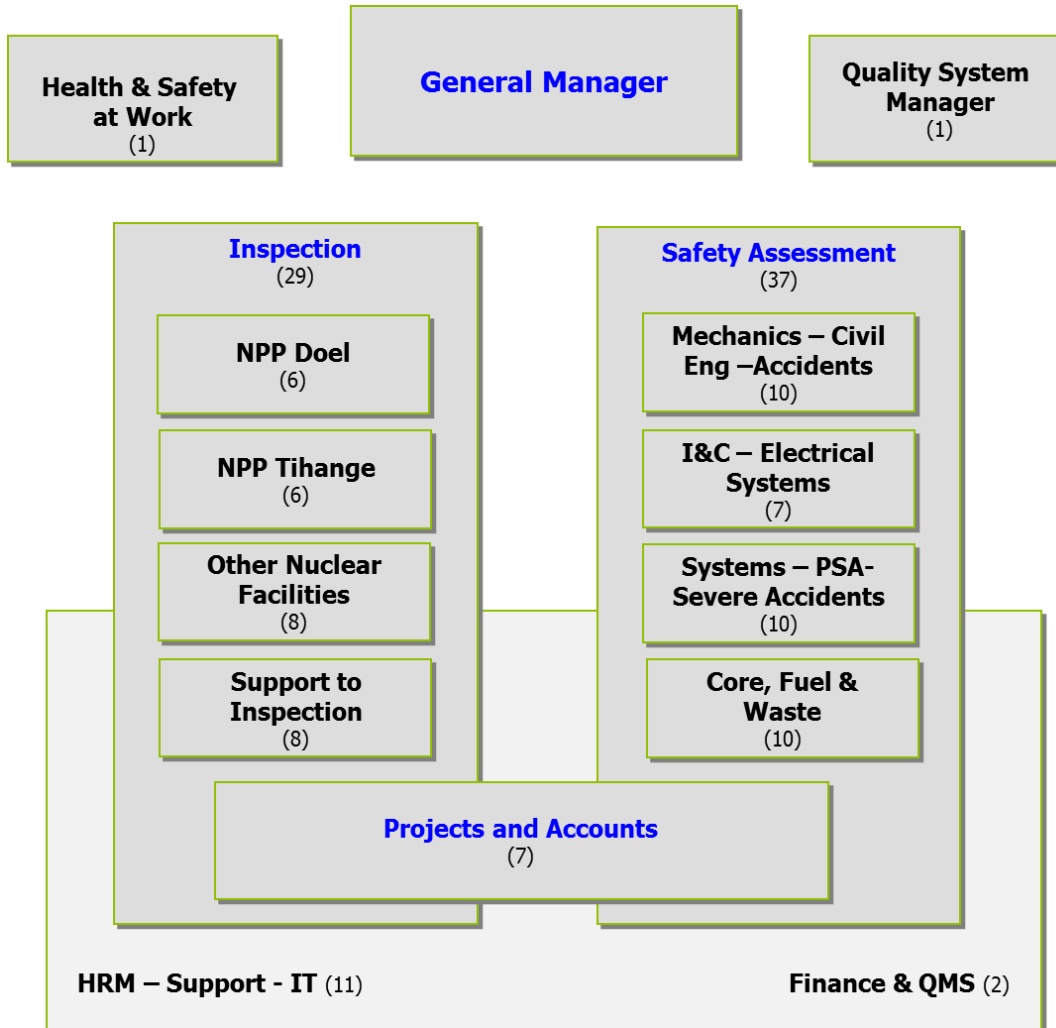 Health & Safety
at Work
(1)
General Manager
Quality System
Manager
(1)
Inspection
(29)
NPP Doel
(6)
NPP Tihange
(6)
Other Nuclear
Facilities
(8)
Support to
Inspection
(8)
Safety Assessment
(37)
Mechanics – Civil
Eng –Accidents
(10)
I&C – Electrical
Systems
(7)
Systems – PSA-
Severe Accidents
(10)
Core, Fuel &
Waste
(10)
Projects and Accounts
(7)
HRM – Support - IT (11)
Finance & QMS (2)